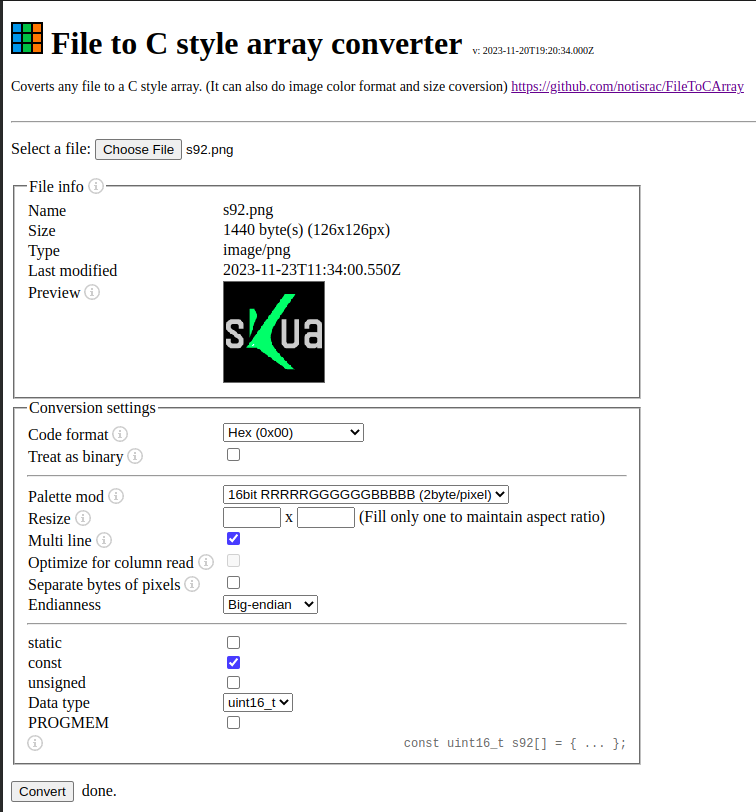 File to C style array converter v: 2023-11-20T19:20:34.000Z
Coverts any file to a C style array. (It can also do image color format and size coversion) https://github.com/notisrac/FileToCArray
Select a file: Choose File s92.png
File info
Name s92.png
Size 1440 byte(s) (126x126px)
Type image/png
Last modified 2023-11-23T11:34:00.550Z
Preview
skua
Conversion settings
Code format Hex (0x00)
Treat as binary
Palette mod 16bit RRRRRGGGGGGBBBBB (2byte/pixel)
Resize x (Fill only one to maintain aspect ratio)
Multi line
Optimize for column read
Separate bytes of pixels
Endianness Big-endian
static
const
unsigned
Data type uint16_t
PROGMEM
const uint16_t s92[] = { ... };
Convert done.